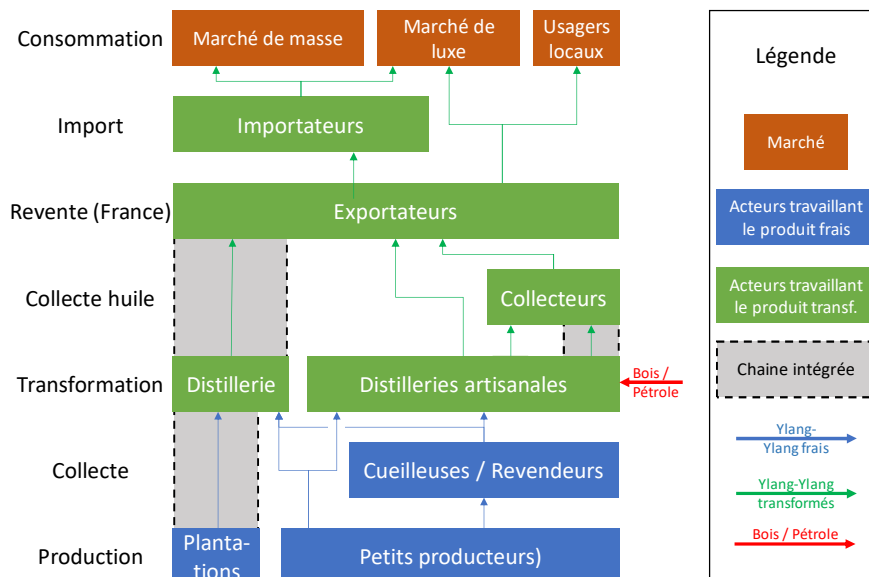 Consommation
Marché de masse
Marché de
luxe
Usagers
locaux
Import
Importateurs
Revente (France)
Exportateurs
Collecte huile
Collecteurs
Transformation
Distillerie
Distilleries artisanales
Bois /
Pétrole
Collecte
Cueilleuses / Revendeurs
Production
Planta-
tions
Petits producteurs)
Légende
Marché
Acteurs travaillant
le produit frais
Acteurs travaillant
le produit transf.
Chaine intégrée
Ylang-
Ylang frais
Ylang-Ylang
transformés
Bois / Pétrole